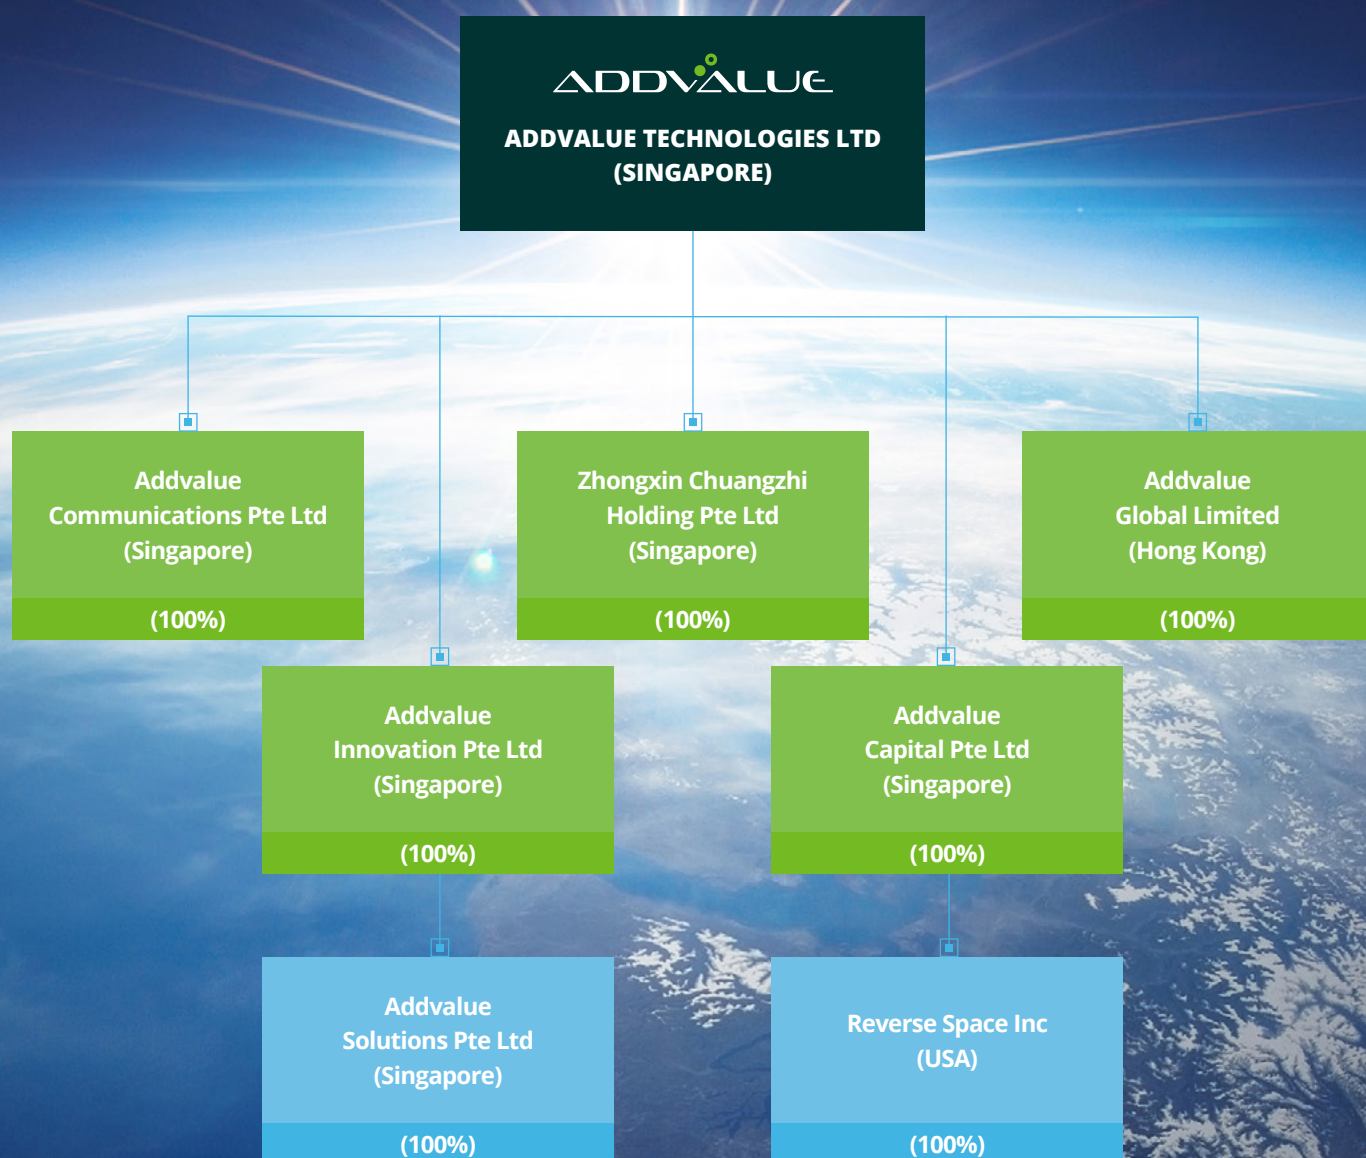 ADDVALUE
ADDVALUE TECHNOLOGIES LTD
(SINGAPORE)
Addvalue
Communications Pte Ltd
(Singapore)
(100%)
Zhongxin Chuangzhi
Holding Pte Ltd
(Singapore)
(100%)
Addvalue
Global Limited
(Hong Kong)
(100%)
Addvalue
Innovation Pte Ltd
(Singapore)
(100%)
Addvalue
Capital Pte Ltd
(Singapore)
(100%)
Addvalue
Solutions Pte Ltd
(Singapore)
(100%)
Reverse Space Inc
(USA)
(100%)